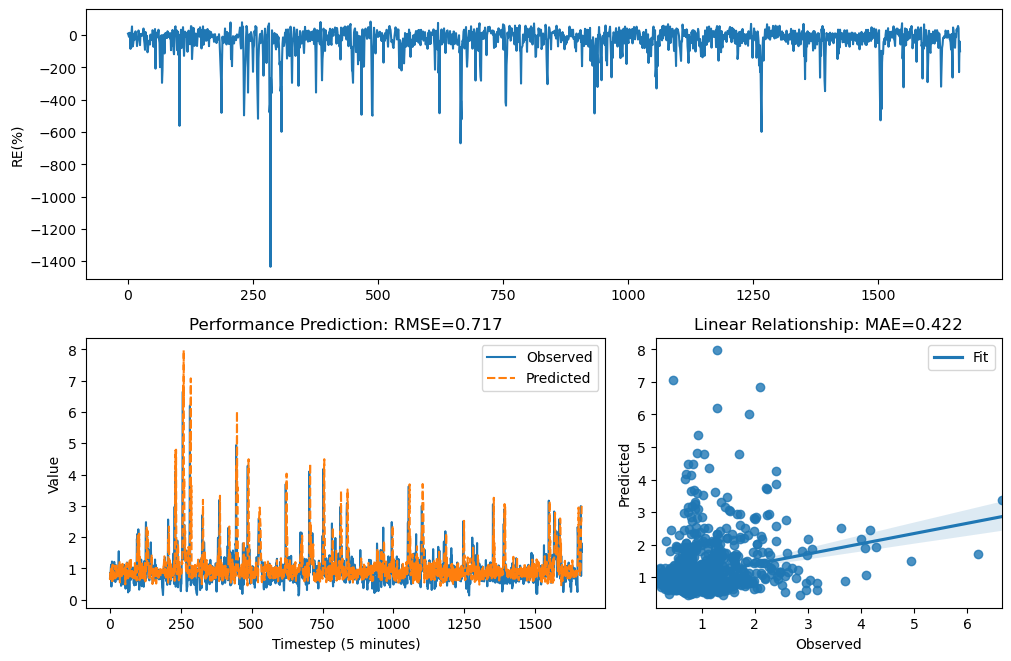 0
−200
−400
−600
−800
−1000
−1200
−1400
RE(%)
0 250 500 750 1000 1250 1500
Performance Prediction: RMSE=0.717
8
7
6
5
4
3
2
1
0
Value
Observed
Predicted
0 250 500 750 1000 1250 1500
Timestep (5 minutes)
Linear Relationship: MAE=0.422
8
7
6
5
4
3
2
1
Predicted
Fit
1 2 3 4 5 6
Observed